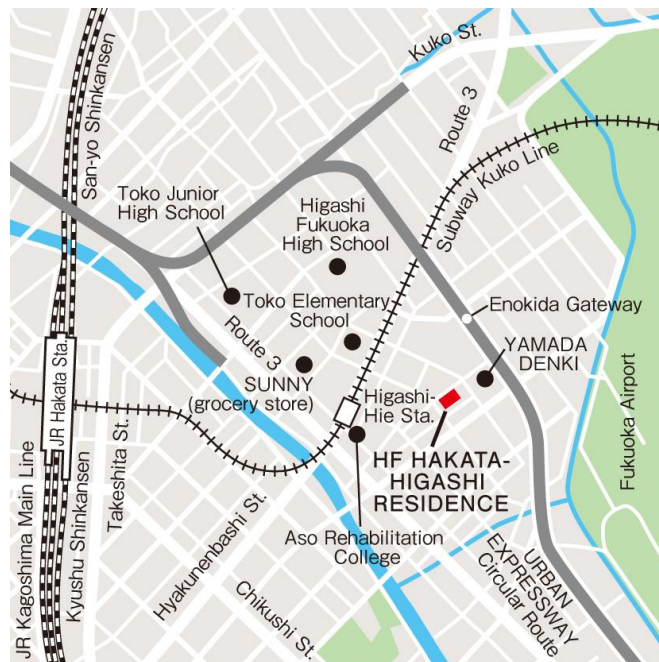 Kuko St.
San-yo Shinkansen
Route 3
Subway Kuko Line
Toko Junior
High School
Higashi
Fukuoka
High School
Toko Elementary
School
Enokida Gateway
Route 3
SUNNY
(grocery store)
YAMADA
DENKI
JR Hakata Sta.
Higashi-
Hie Sta.
Fukuoka Airport
HF HAKATA-
HIGASHI
RESIDENCE
Takeshita St.
Aso Rehabilitation
College
Hyakunenbashi St.
JR Kagoshima Main Line
Kyushu Shinkansen
Chikushi St.
URBAN
EXPRESSWAY
Circular Route